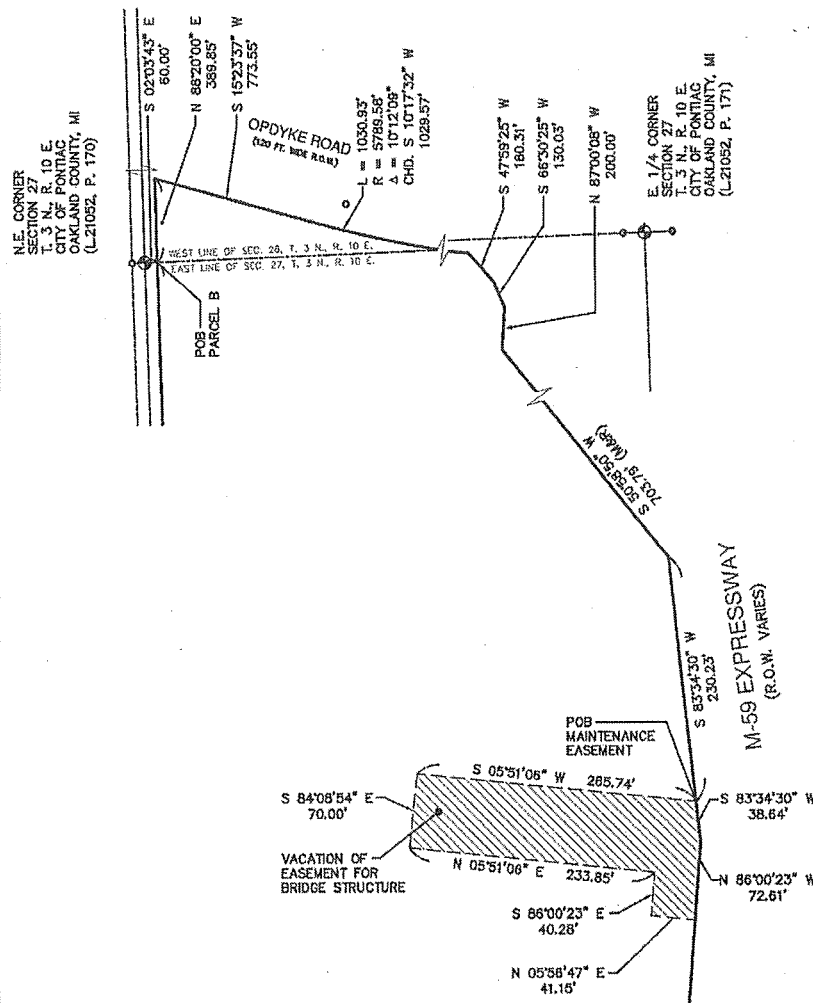 N.E. CORNER
SECTION 27
T. 3 N., R. 10 E.
CITY OF PONTIAC
OAKLAND COUNTY, MI
(L.21052, P. 170)
S 02°03'43" E
60.00'
N 88°20'00" E
389.85'
S 15°23'37" W
773.55'
OPDYKE ROAD
(120 FT. WIDE R.O.W.)
L = 1030.93'
R = 5789.58'
Δ = 10°12'09"
CHD. S 10°17'32" W
1029.57'
WEST LINE OF SEC. 26, T. 3 N., R. 10 E.
EAST LINE OF SEC. 27, T. 3 N., R. 10 E.
POB
PARCEL B
S 47°59'25" W
180.31'
S 66°30'25" W
130.03'
N 87°00'08" W
200.00'
E. 1/4 CORNER
SECTION 27
T. 3 N., R. 10 E.
CITY OF PONTIAC
OAKLAND COUNTY, MI
(L.21052, P. 171)
S 50°58'50" W
703.79' (M&R)
M-59 EXPRESSWAY
(R.O.W. VARIES)
S 83°34'30" W
230.23'
POB
MAINTENANCE
EASEMENT
S 05°51'06" W 265.74'
S 84°08'54" E
70.00'
VACATION OF
EASEMENT FOR
BRIDGE STRUCTURE
N 05°51'06" E 233.85'
S 83°34'30" W
38.64'
N 86°00'23" W
72.61'
S 86°00'23" E
40.28'
N 05°58'47" E
41.15'